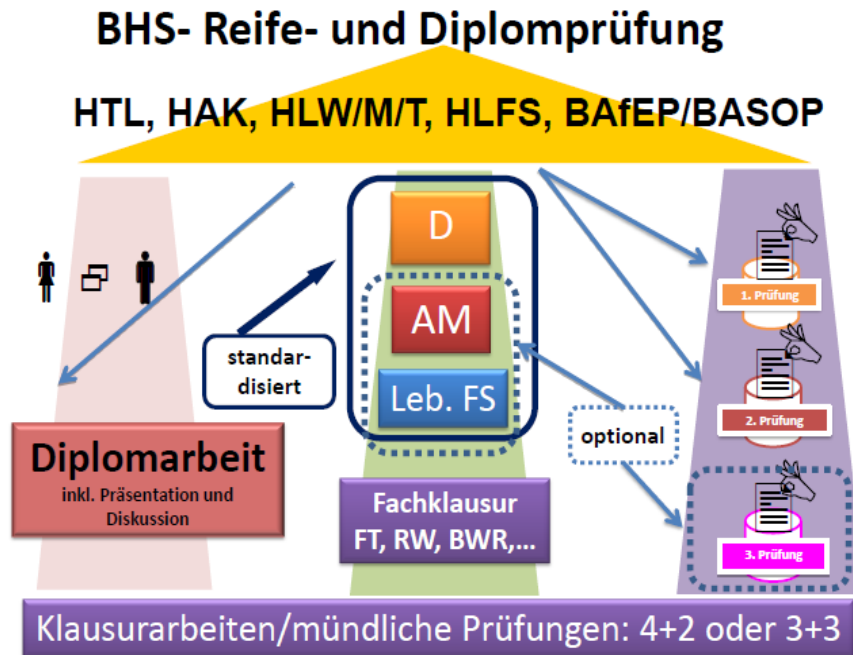 BHS- Reife- und Diplomprüfung
HTL, HAK, HLW/M/T, HLFS, BAfEP/BASOP
D
AM
Leb. FS
standar-
disiert
optional
Diplomarbeit
inkl. Präsentation und
Diskussion
Fachklausur
FT, RW, BWR,...
1. Prüfung
2. Prüfung
3. Prüfung
Klausurarbeiten/mündliche Prüfungen: 4+2 oder 3+3